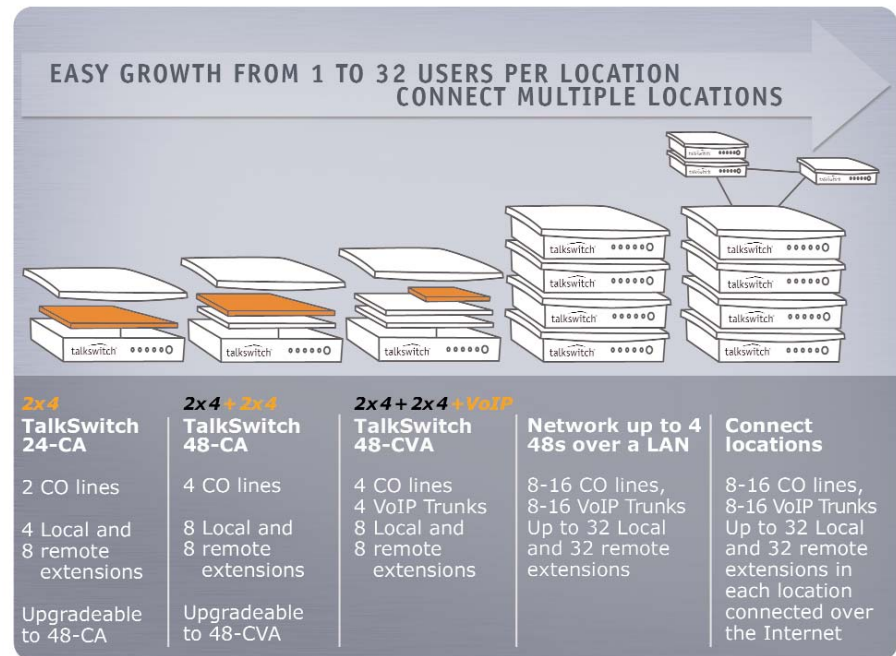 EASY GROWTH FROM 1 TO 32 USERS PER LOCATION
CONNECT MULTIPLE LOCATIONS
talkswitch
talkswitch
talkswitch
talkswitch
talkswitch
talkswitch
talkswitch
talkswitch
talkswitch
talkswitch
talkswitch
talkswitch
talkswitch
talkswitch
2x4
TalkSwitch
24-CA
2 CO lines
4 Local and
8 remote
extensions
Upgradeable
to 48-CA
2x4+2x4
TalkSwitch
48-CA
4 CO lines
8 Local and
8 remote
extensions
Upgradeable
to 48-CVA
2x4+2x4+VoIP
TalkSwitch
48-CVA
4 CO lines
4 VoIP Trunks
8 Local and
8 remote
extensions
Network up to 4
48s over a LAN
8-16 CO lines,
8-16 VoIP Trunks
Up to 32 Local
and 32 remote
extensions
Connect
locations
8-16 CO lines,
8-16 VoIP Trunks
Up to 32 Local
and 32 remote
extensions in
each location
connected over
the Internet